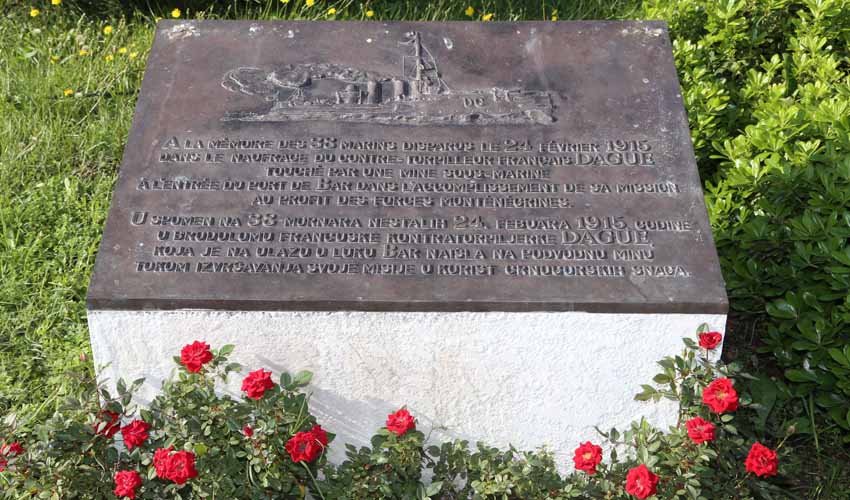 DF
A LA MÉMOIRE DES 38 MARINS DISPARUS LE 24 FÉVRIER 1915
DANS LE NAUFRAGE DU CONTRE-TORPILLEUR FRANÇAIS DAGUE
TOUCHÉ PAR UNE MINE SOUS-MARINE
À L'ENTRÉE DU PORT DE BAR DANS L'ACCOMPLISSEMENT DE SA MISSION
AU PROFIT DES FORCES MONTÉNÉGRINES.
U SPOMEN NA 38 MORNARA NESTALIH 24. FEBUARA 1915 GODINE
U BRODOLOMU FRANCUSKE KONTRATORPILJERKE DAGUE,
KOJA JE NA ULAZU U LUKU BAR NAIŠLA NA PODVODNU MINU
TOKOM IZVRŠAVANJA SVOJE MISIJE U KORIST CRNOGORSKIH SNAGA.